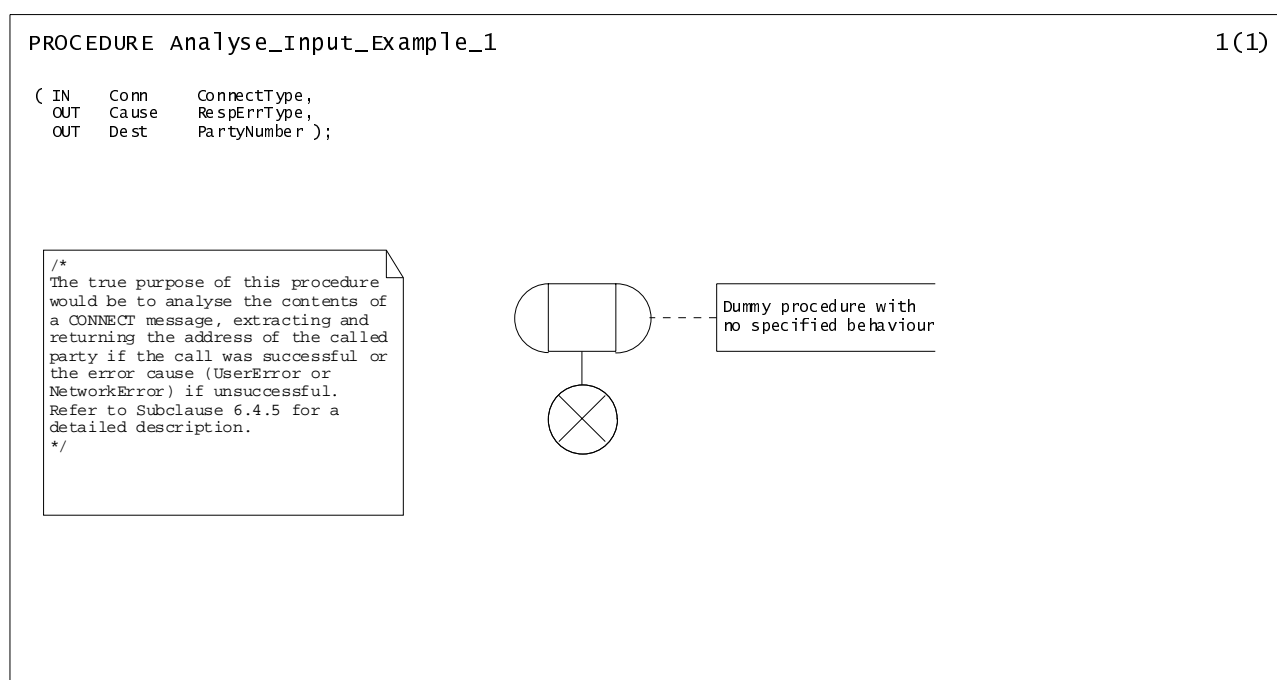 PROCEDURE Analyse_Input_Example_1
1(1)
( IN Conn ConnectType,
OUT Cause RespErrType,
OUT Dest PartyNumber );
/*
The true purpose of this procedure
would be to analyse the contents of
a CONNECT message, extracting and
returning the address of the called
party if the call was successful or
the error cause (UserError or
NetworkError) if unsuccessful.
Refer to Subclause 6.4.5 for a
detailed description.
*/
Dummy procedure with
no specified behaviour